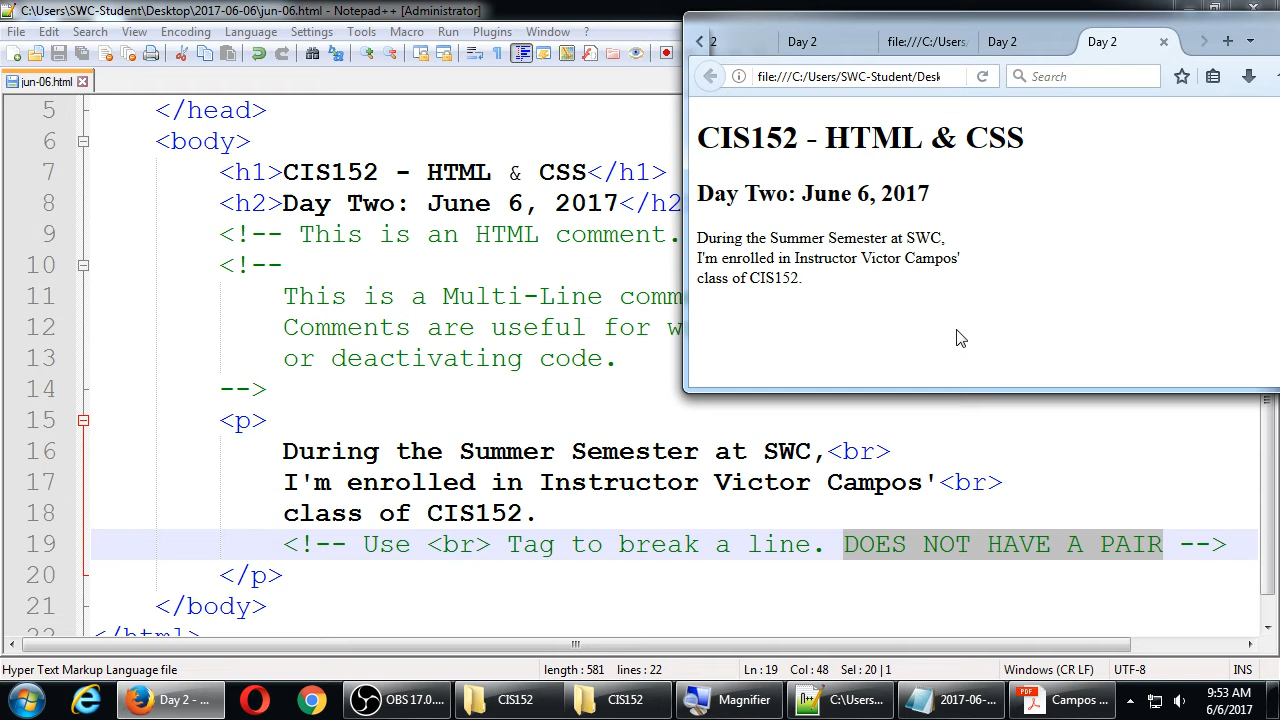 C:\Users\SWC-Student\Desktop\2017-06-06\jun-06.html - Notepad++ [Administrator]
File Edit Search View Encoding Language Settings Tools Macro Run Plugins Window ?
jun-06.html
5 </head>
6 <body>
7 <h1>CIS152 - HTML & CSS</h1>
8 <h2>Day Two: June 6, 2017</h2
9 <!-- This is an HTML comment.
10 <!--
11 This is a Multi-Line comm
12 Comments are useful for w
13 or deactivating code.
14 -->
15 <p>
16 During the Summer Semester at SWC,<br>
17 I'm enrolled in Instructor Victor Campos'<br>
18 class of CIS152.
19 <!-- Use <br> Tag to break a line. DOES NOT HAVE A PAIR -->
20 </p>
21 </body>
22 </html>
2 Day 2 file:///C:/Users Day 2 Day 2
file:///C:/Users/SWC-Student/Desk Search
CIS152 - HTML & CSS
Day Two: June 6, 2017
During the Summer Semester at SWC,
I'm enrolled in Instructor Victor Campos'
class of CIS152.
Hyper Text Markup Language file length : 581 lines : 22 Ln : 19 Col : 48 Sel : 20 | 1 Windows (CR LF) UTF-8 INS
Day 2 - ... OBS 17.0.... CIS152 CIS152 Magnifier C:\Users... 2017-06-... Campos ... 9:53 AM
6/6/2017